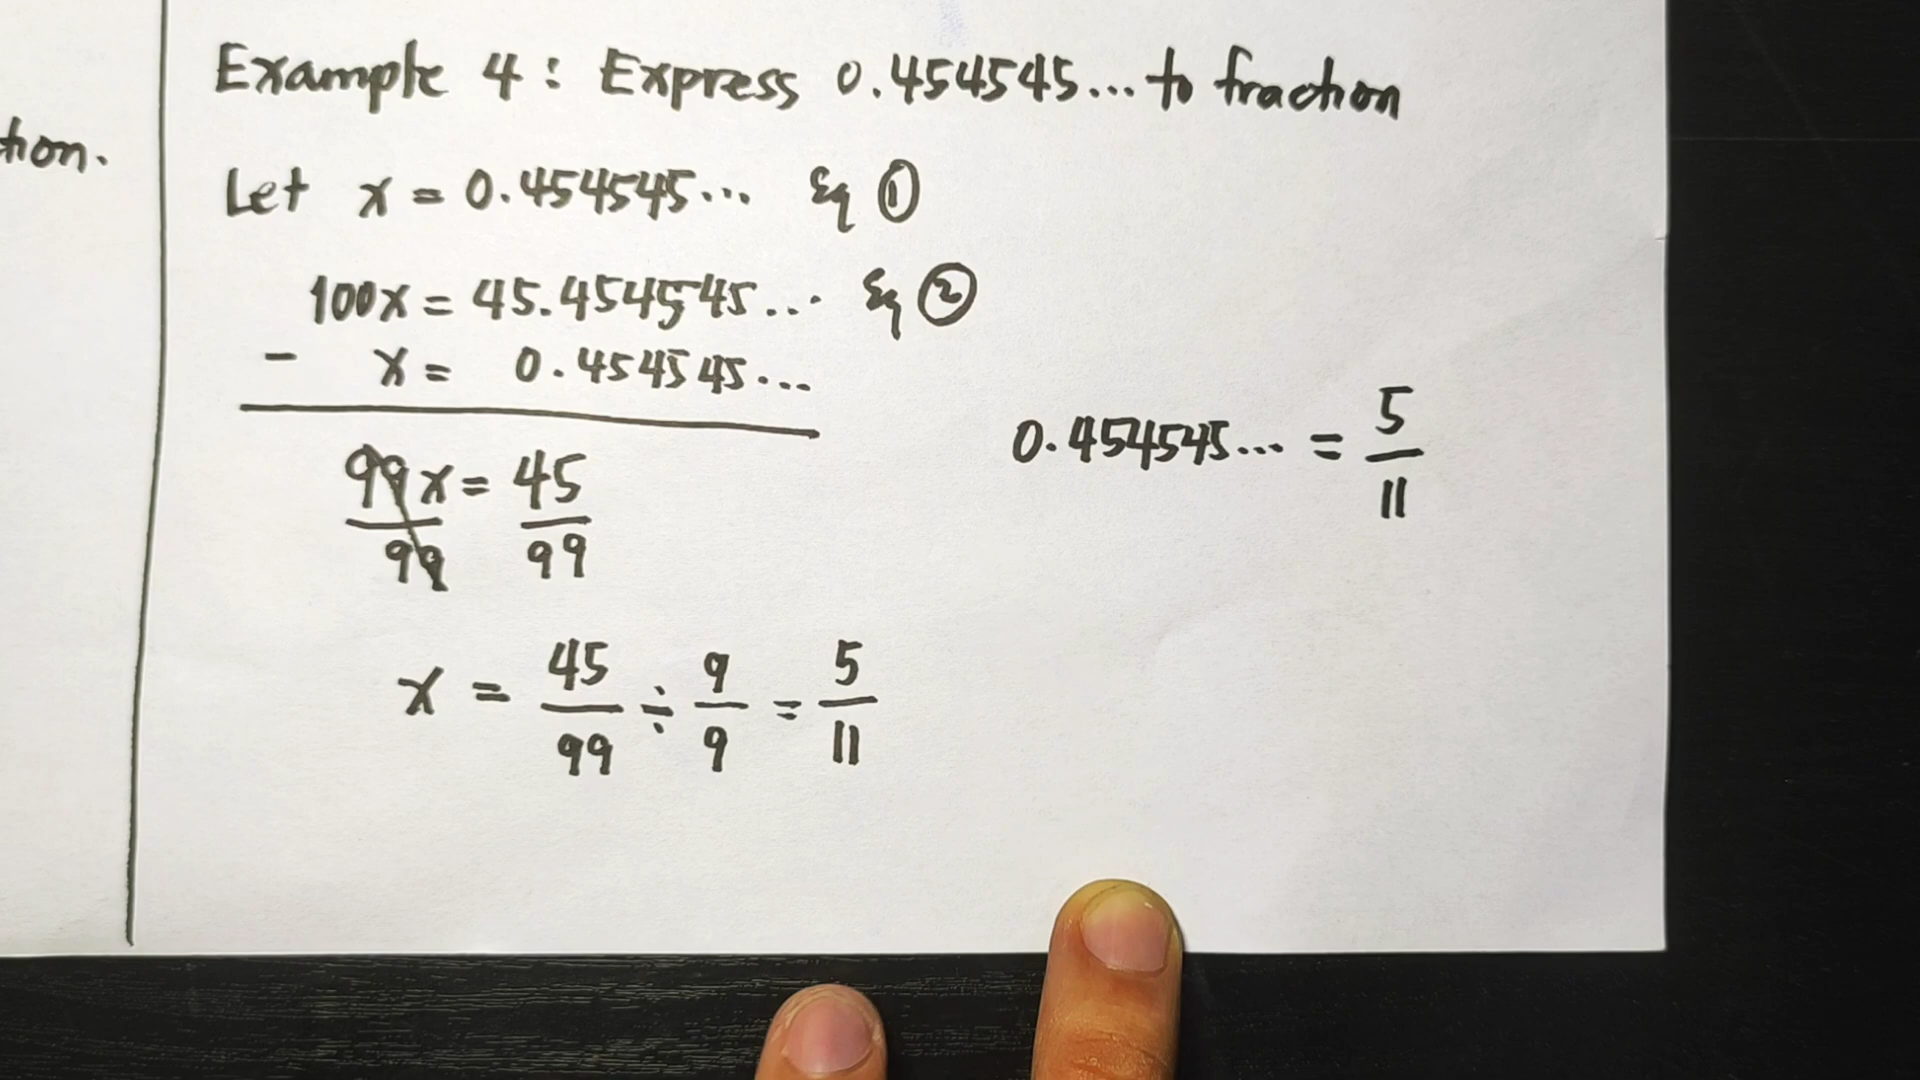 tion.
Example 4: Express 0.454545... to fraction
Let x = 0.454545... Eq ①
100x = 45.454545... Eq ②
- x = 0.454545...
99x/99 = 45/99
x = 45/99 ÷ 9/9 = 5/11
0.454545... = 5/11